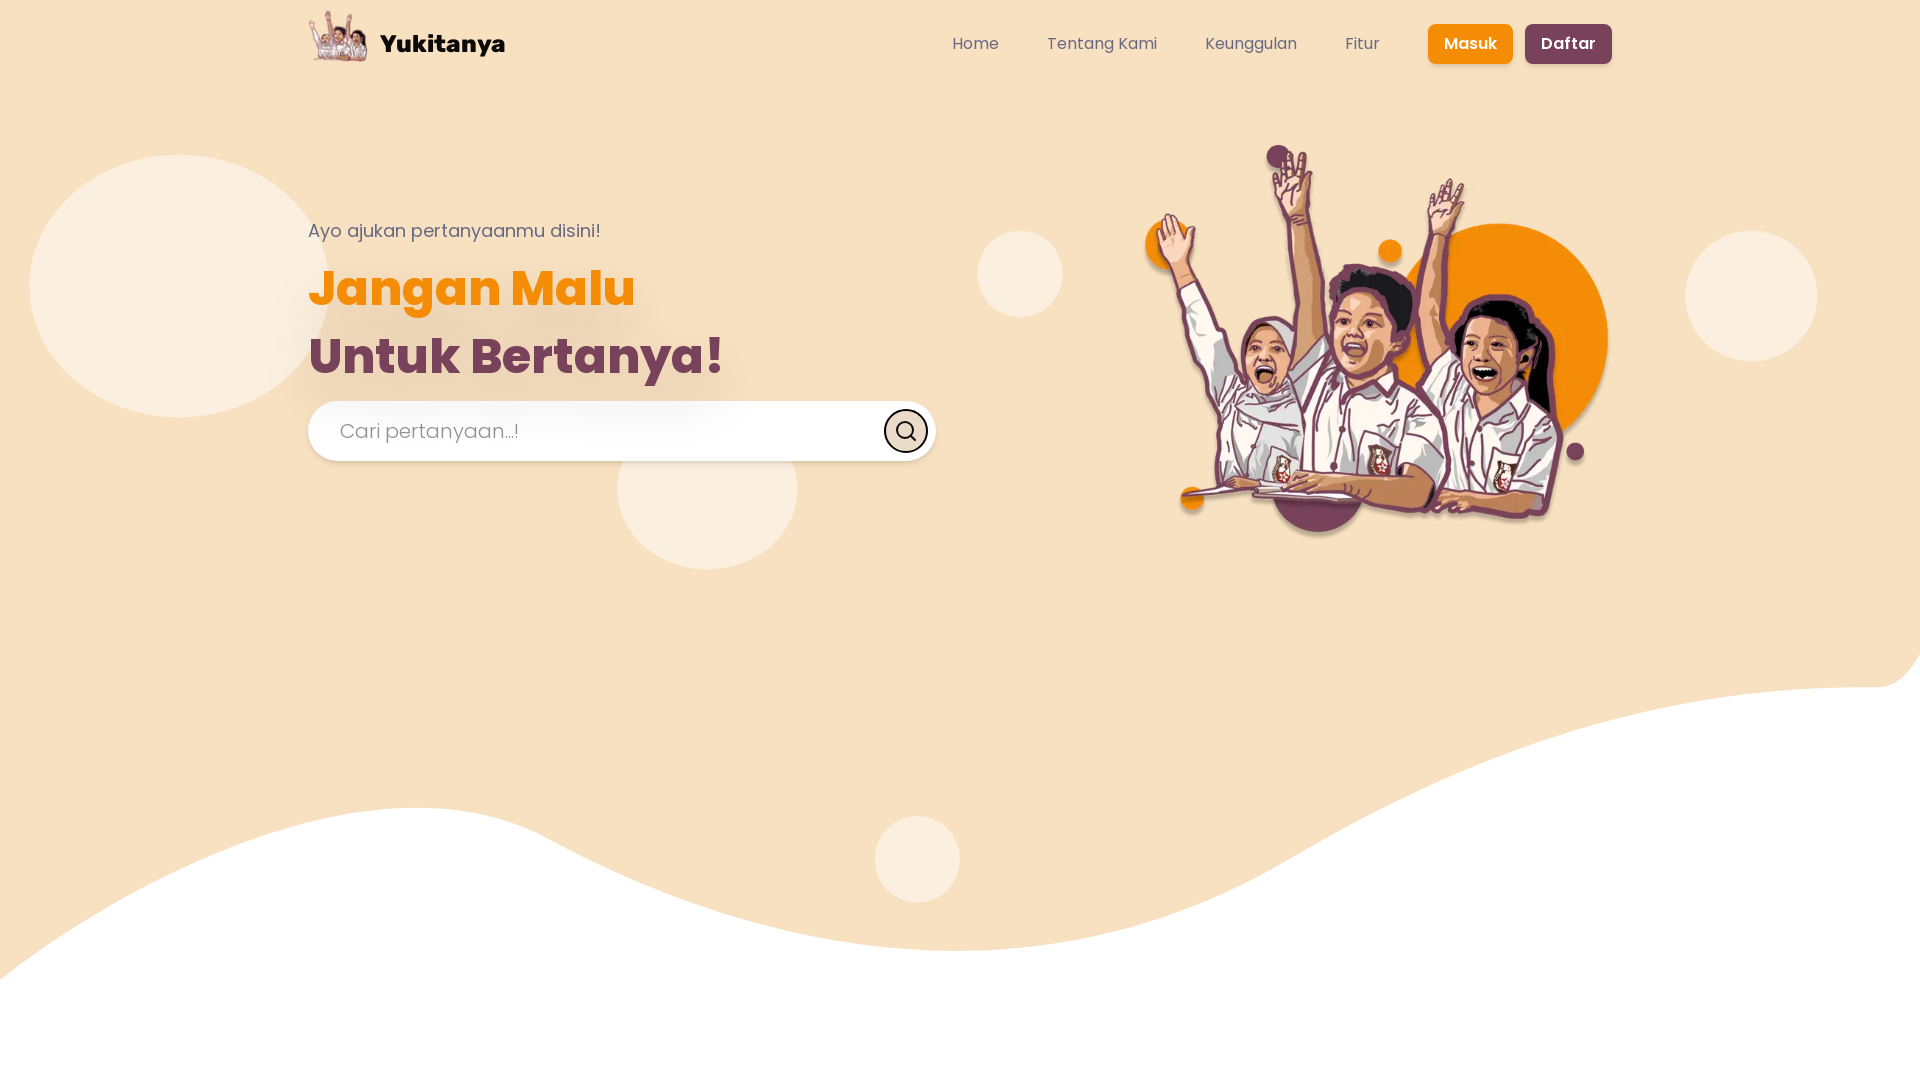 Yukitanya
Home
Tentang Kami
Keunggulan
Fitur
Masuk
Daftar
Ayo ajukan pertanyaanmu disini!
Jangan Malu
Untuk Bertanya!
Cari pertanyaan...!